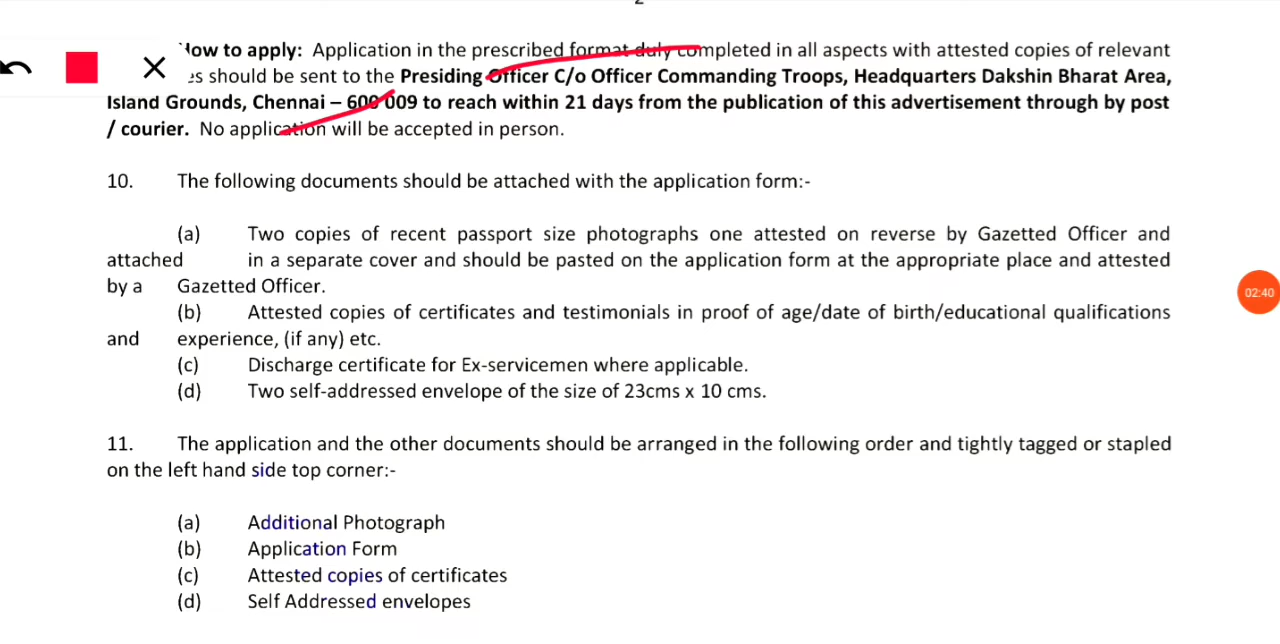 How to apply: Application in the prescribed format duly completed in all aspects with attested copies of relevant
es should be sent to the Presiding Officer C/o Officer Commanding Troops, Headquarters Dakshin Bharat Area,
Island Grounds, Chennai – 600 009 to reach within 21 days from the publication of this advertisement through by post
/ courier. No application will be accepted in person.
10. The following documents should be attached with the application form:-
(a) Two copies of recent passport size photographs one attested on reverse by Gazetted Officer and
attached in a separate cover and should be pasted on the application form at the appropriate place and attested
by a Gazetted Officer.
(b) Attested copies of certificates and testimonials in proof of age/date of birth/educational qualifications
and experience, (if any) etc.
(c) Discharge certificate for Ex-servicemen where applicable.
(d) Two self-addressed envelope of the size of 23cms x 10 cms.
02:40
11. The application and the other documents should be arranged in the following order and tightly tagged or stapled
on the left hand side top corner:-
(a) Additional Photograph
(b) Application Form
(c) Attested copies of certificates
(d) Self Addressed envelopes